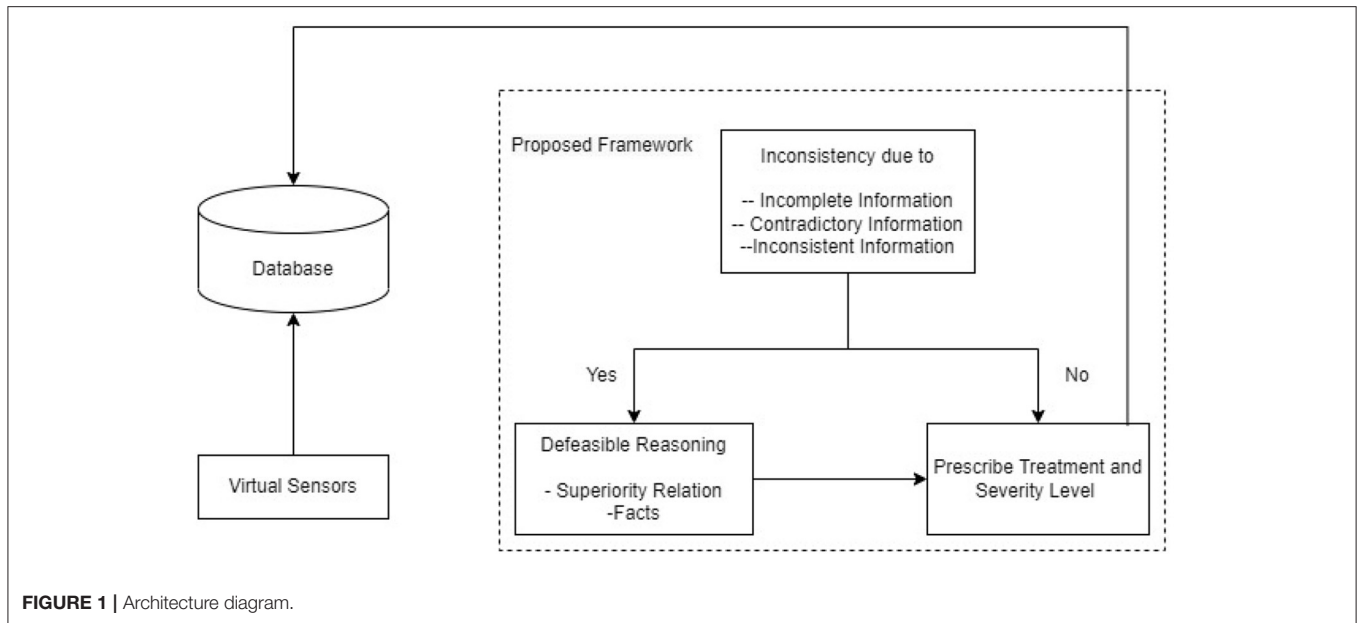 Proposed Framework
Inconsistency due to
-- Incomplete Information
-- Contradictory Information
--Inconsistent Information
Database
Yes
No
Virtual Sensors
Defeasible Reasoning
- Superiority Relation
-Facts
Prescribe Treatment and
Severity Level
FIGURE 1 | Architecture diagram.